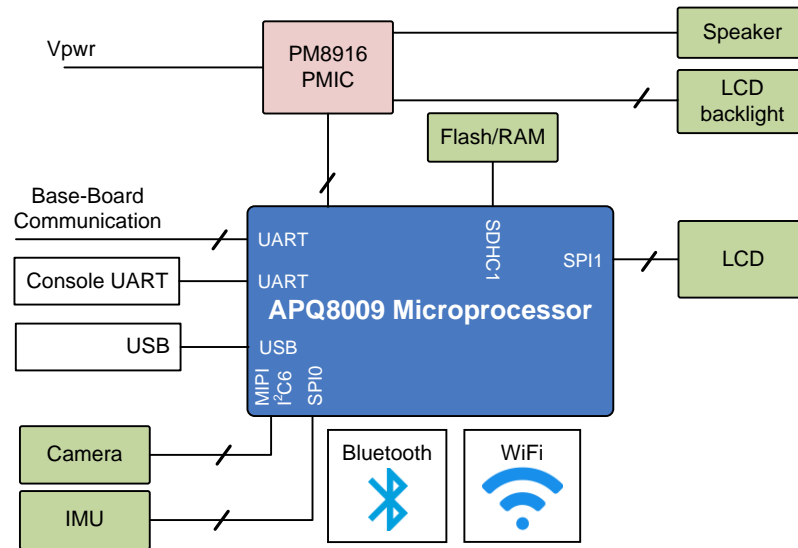 Vpwr
PM8916
PMIC
Speaker
LCD
backlight
Flash/RAM
Base-Board
Communication
UART
SDHC1
SPI1
LCD
Console UART
UART
APQ8009 Microprocessor
USB
USB
MIPI
I²C6
SPI0
Camera
Bluetooth
WiFi
IMU